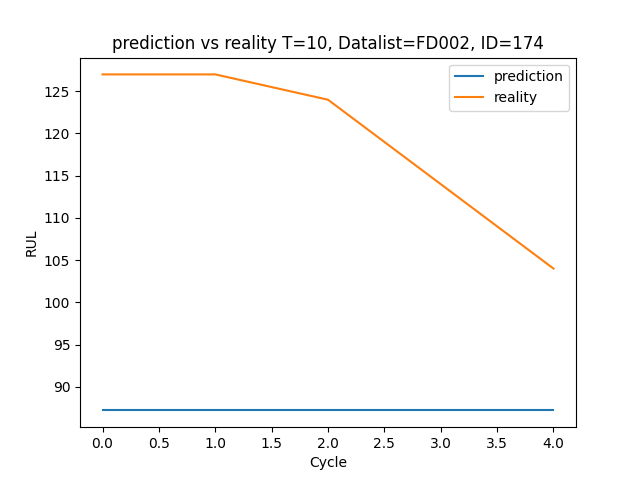 prediction vs reality T=10, Datalist=FD002, ID=174
prediction
reality
125
120
115
110
105
100
95
90
RUL
0.0 0.5 1.0 1.5 2.0 2.5 3.0 3.5 4.0
Cycle